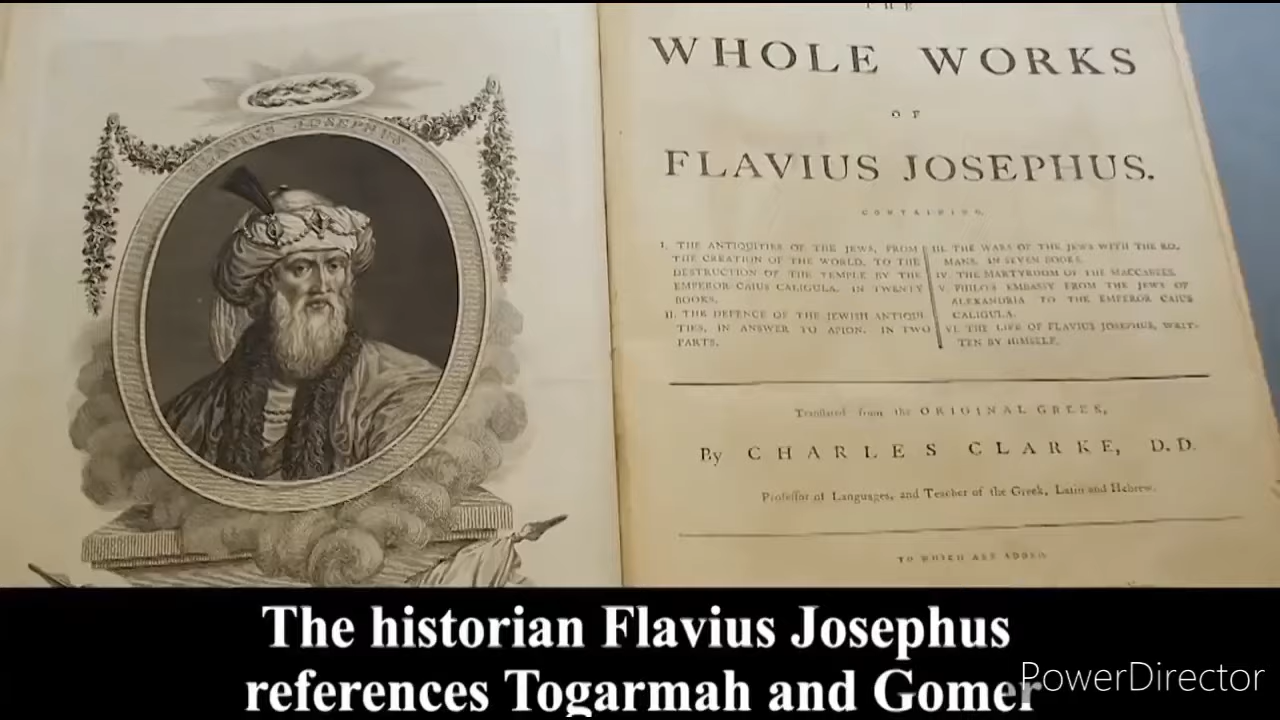 FLAVIUS JOSEPHUS
THE
WHOLE WORKS
OF
FLAVIUS JOSEPHUS.
CONTAINING,
I. THE ANTIQUITIES OF THE JEWS, FROM
THE CREATION OF THE WORLD, TO THE
DESTRUCTION OF THE TEMPLE BY THE
EMPEROR CAIUS CALIGULA. IN TWENTY
BOOKS.
II. THE DEFENCE OF THE JEWISH ANTIQUI-
TIES, IN ANSWER TO APION. IN TWO
PARTS.
III. THE WARS OF THE JEWS WITH THE RO-
MANS. IN SEVEN BOOKS.
IV. THE MARTYRDOM OF THE MACCABEES.
V. PHILO'S EMBASSY FROM THE JEWS OF
ALEXANDRIA TO THE EMPEROR CAIUS
CALIGULA.
VI. THE LIFE OF FLAVIUS JOSEPHUS, WRIT-
TEN BY HIMSELF.
Translated from the ORIGINAL GREEK,
By CHARLES CLARKE, D.D.
Professor of Languages, and Teacher of the Greek, Latin and Hebrew.
TO WHICH ARE ADDED
The historian Flavius Josephus
references Togarmah and Gomer
PowerDirector